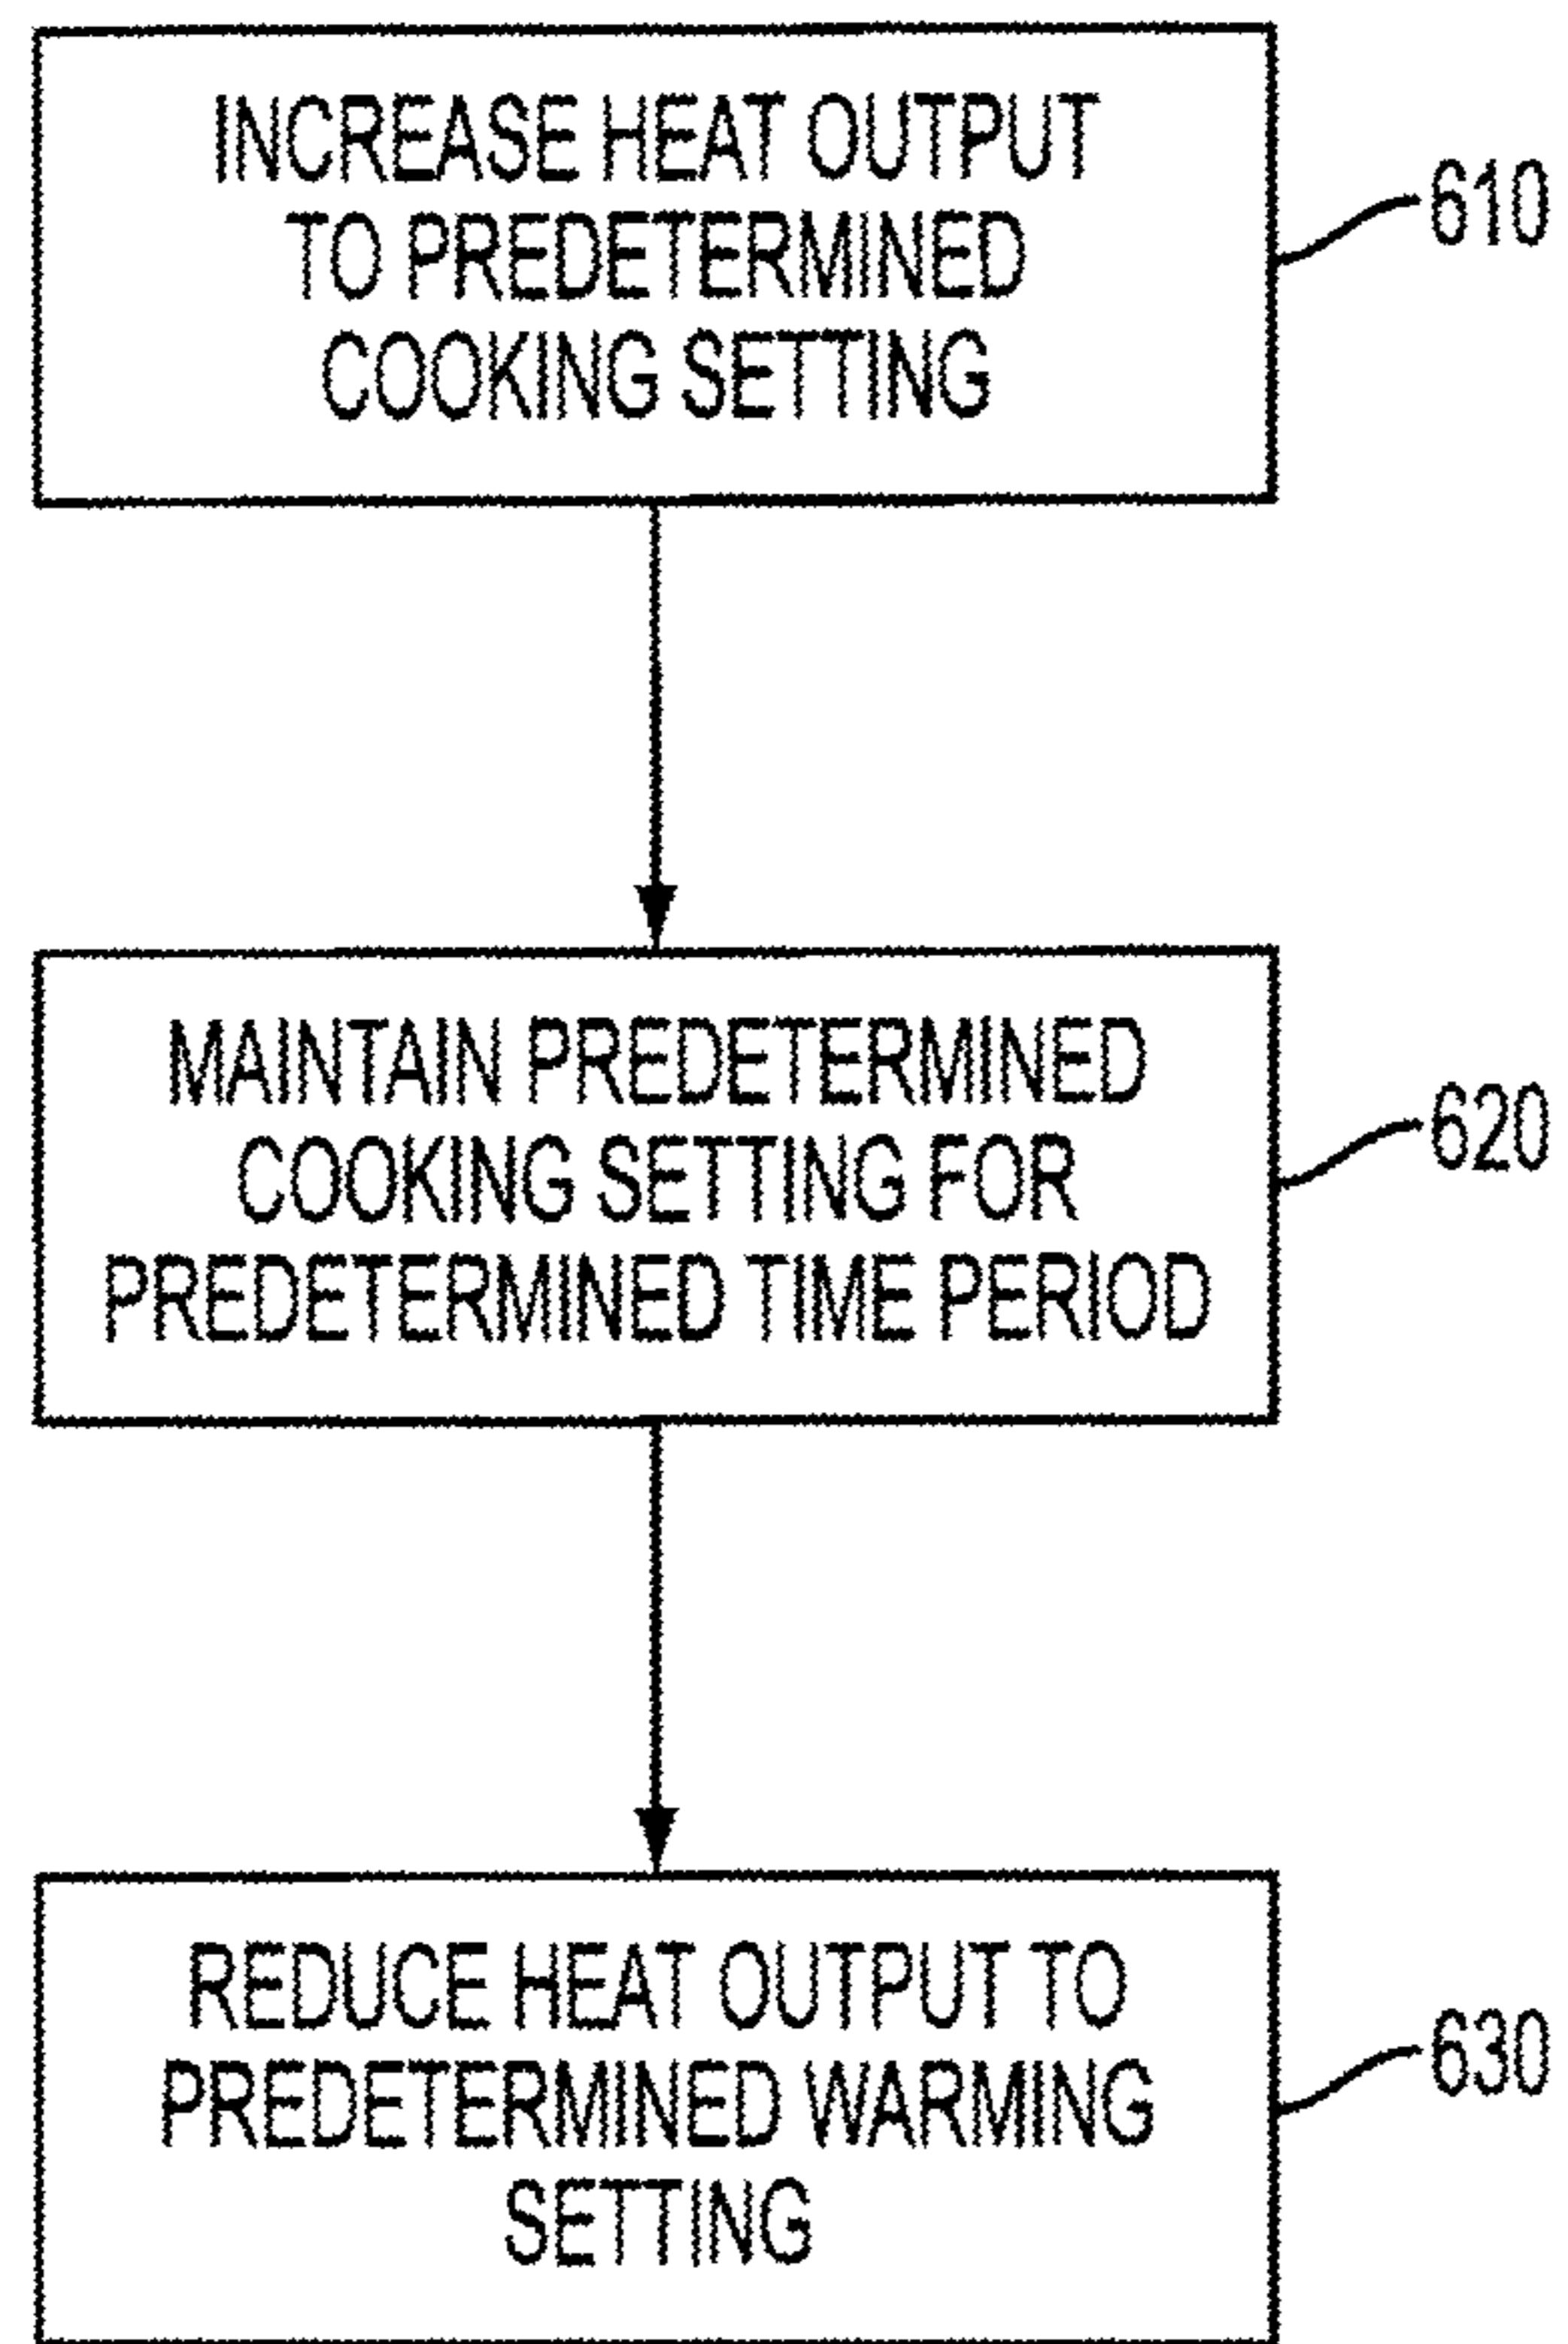 INCREASE HEAT OUTPUT
TO PREDETERMINED
COOKING SETTING
610
MAINTAIN PREDETERMINED
COOKING SETTING FOR
PREDETERMINED TIME PERIOD
620
REDUCE HEAT OUTPUT TO
PREDETERMINED WARMING
SETTING
630